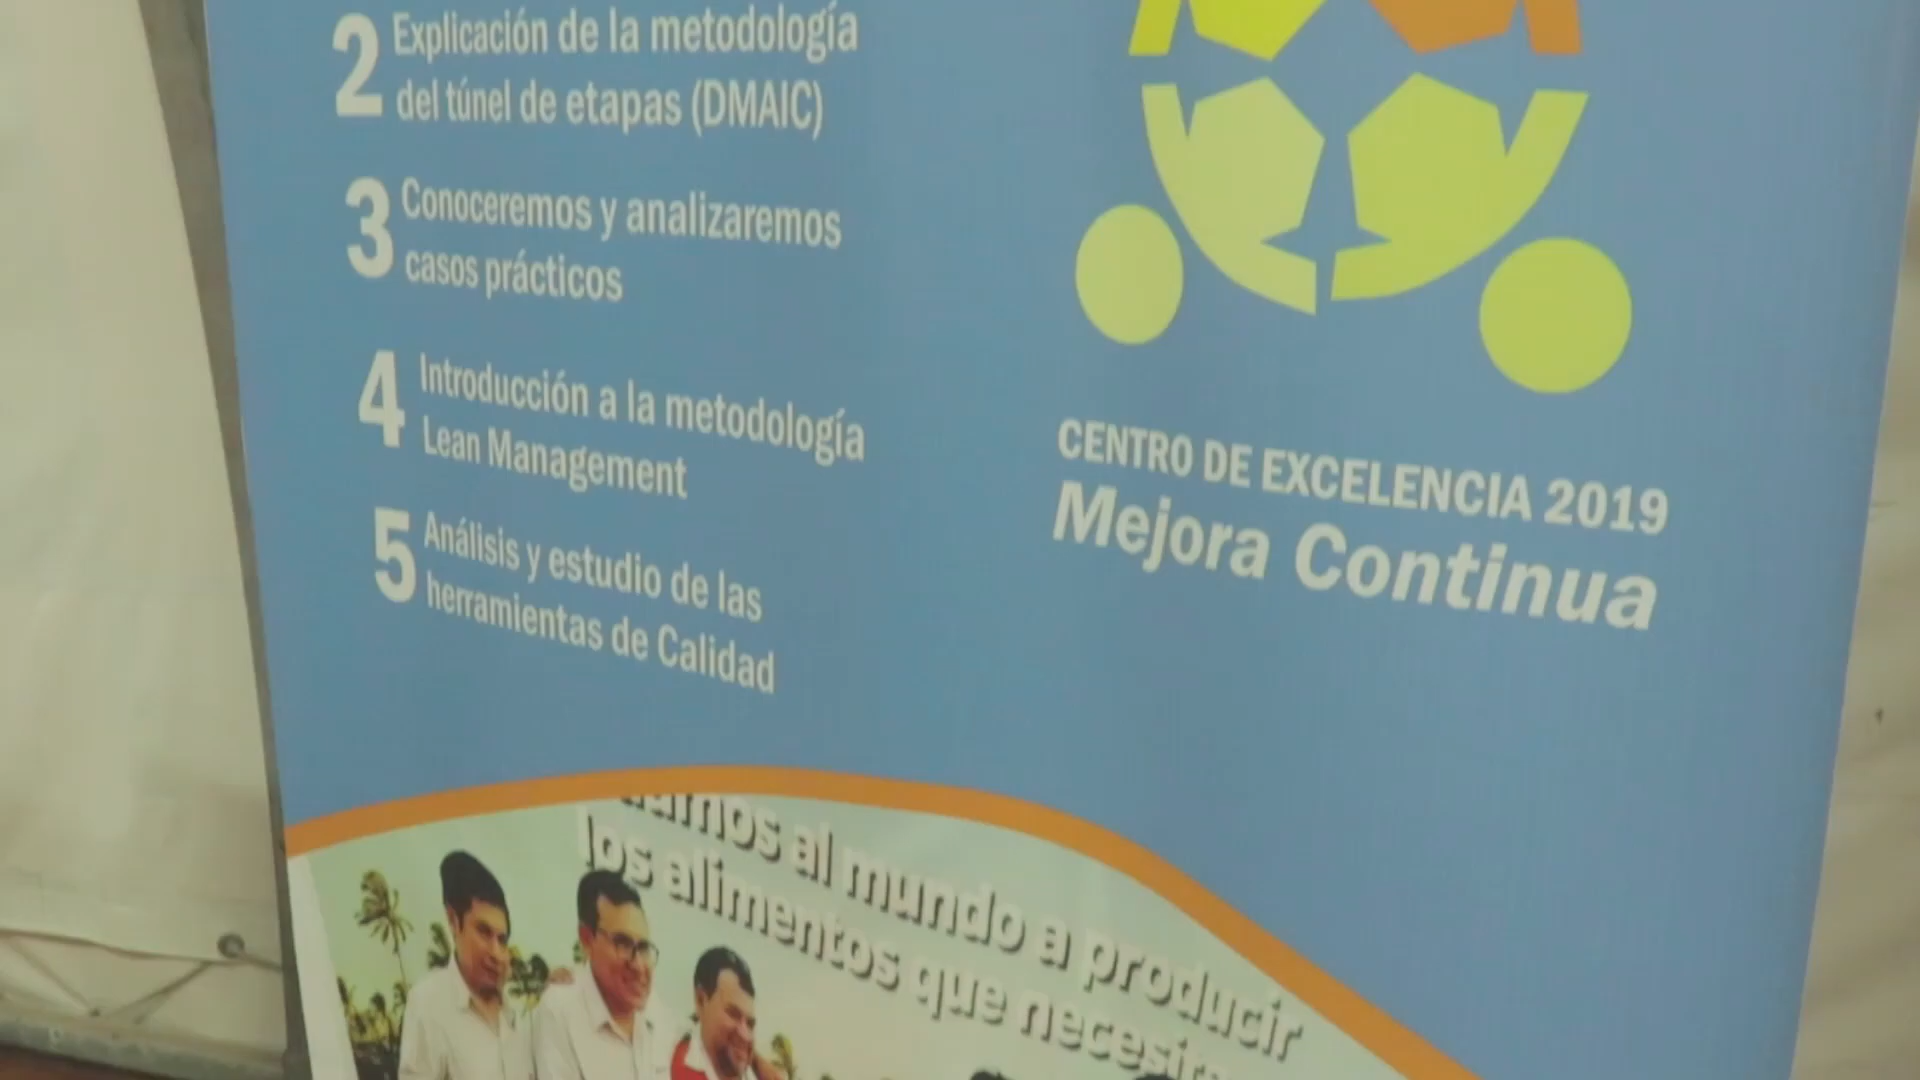 2 Explicación de la metodología
del túnel de etapas (DMAIC)
3 Conoceremos y analizaremos
casos prácticos
4 Introducción a la metodología
Lean Management
5 Análisis y estudio de las
herramientas de Calidad
CENTRO DE EXCELENCIA 2019
Mejora Continua
al mundo a producir
los alimentos que